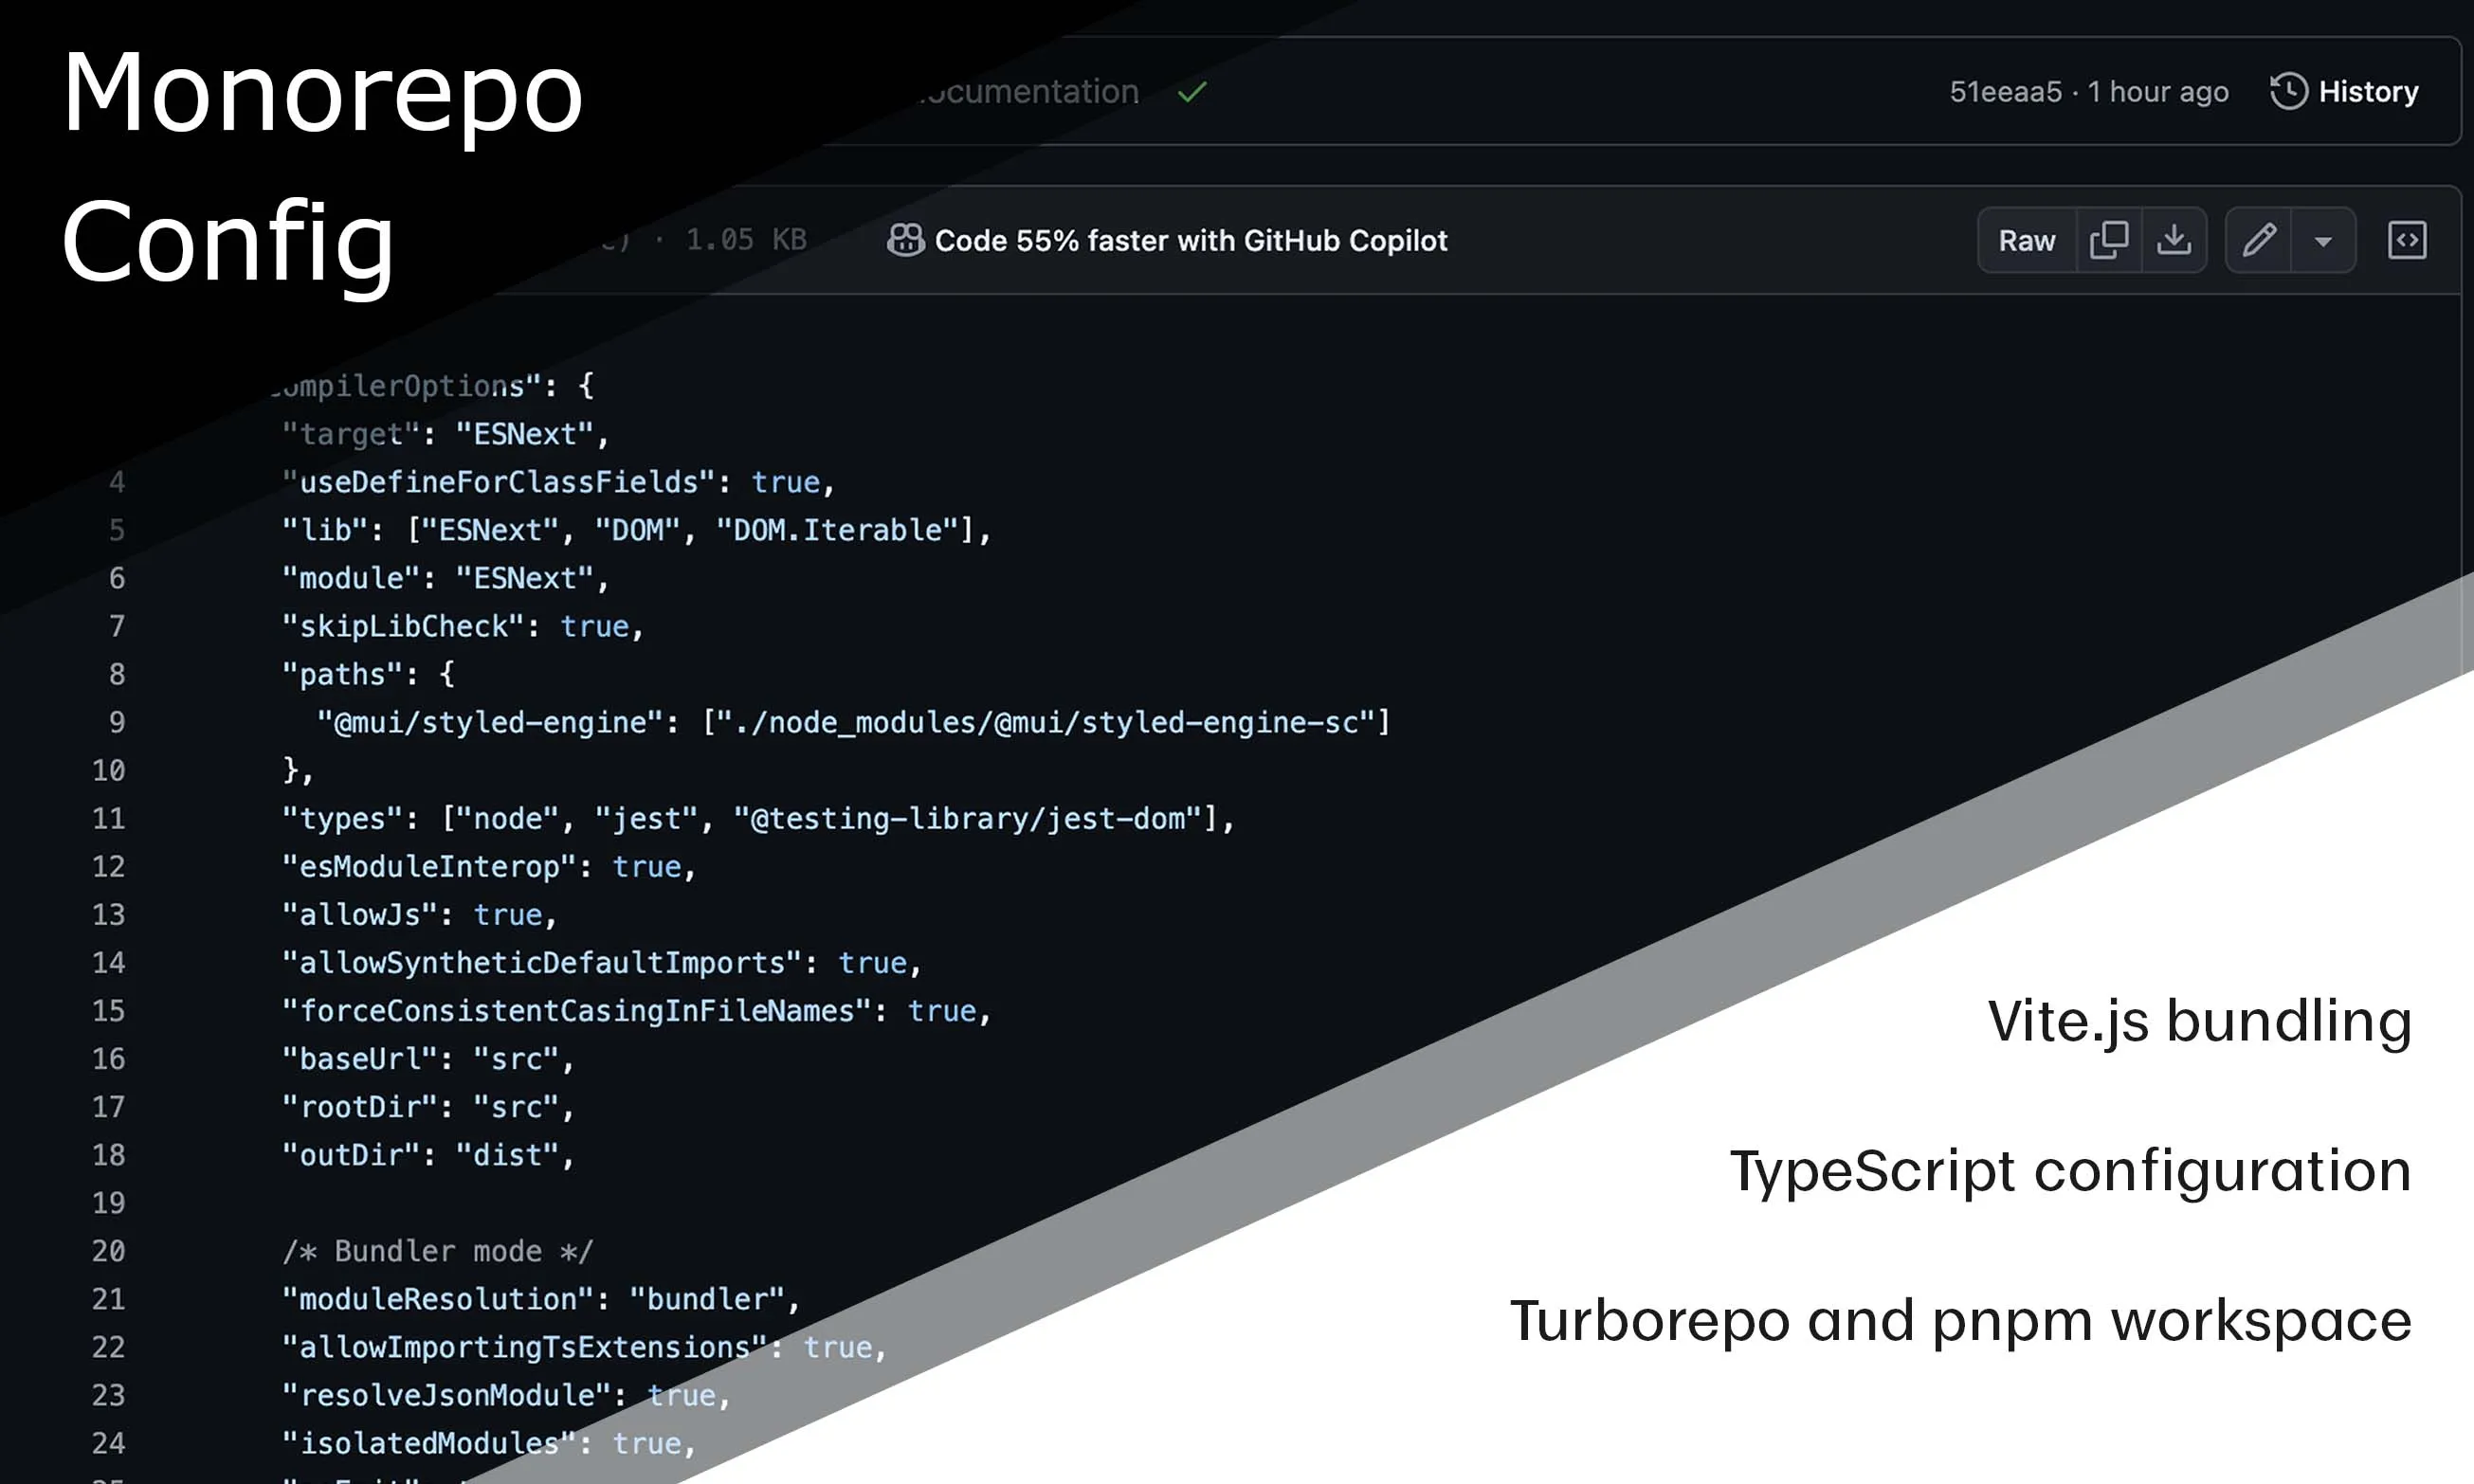 Monorepo
Config
documentation
51eeaa5 · 1 hour ago History
· 1.05 KB Code 55% faster with GitHub Copilot Raw
compilerOptions": {
"target": "ESNext",
4 "useDefineForClassFields": true,
5 "lib": ["ESNext", "DOM", "DOM.Iterable"],
6 "module": "ESNext",
7 "skipLibCheck": true,
8 "paths": {
9 "@mui/styled-engine": ["./node_modules/@mui/styled-engine-sc"]
10 },
11 "types": ["node", "jest", "@testing-library/jest-dom"],
12 "esModuleInterop": true,
13 "allowJs": true,
14 "allowSyntheticDefaultImports": true,
15 "forceConsistentCasingInFileNames": true,
16 "baseUrl": "src",
17 "rootDir": "src",
18 "outDir": "dist",
19
20 /* Bundler mode */
21 "moduleResolution": "bundler",
22 "allowImportingTsExtensions": true,
23 "resolveJsonModule": true,
24 "isolatedModules": true,
Vite.js bundling
TypeScript configuration
Turborepo and pnpm workspace